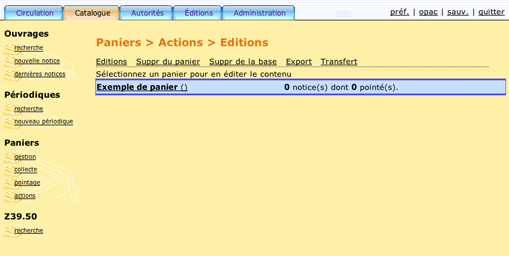 Circulation Catalogue Autorités Éditions Administration préf. | opac | sauv. | quitter
Ouvrages
recherche
nouvelle notice
dernières notices
Périodiques
recherche
nouveau périodique
Paniers
gestion
collecte
pointage
actions
Z39.50
recherche
Paniers > Actions > Editions
Editions Suppr du panier Suppr de la base Export Transfert
Sélectionnez un panier pour en éditer le contenu
Exemple de panier () 0 notice(s) dont 0 pointé(s).